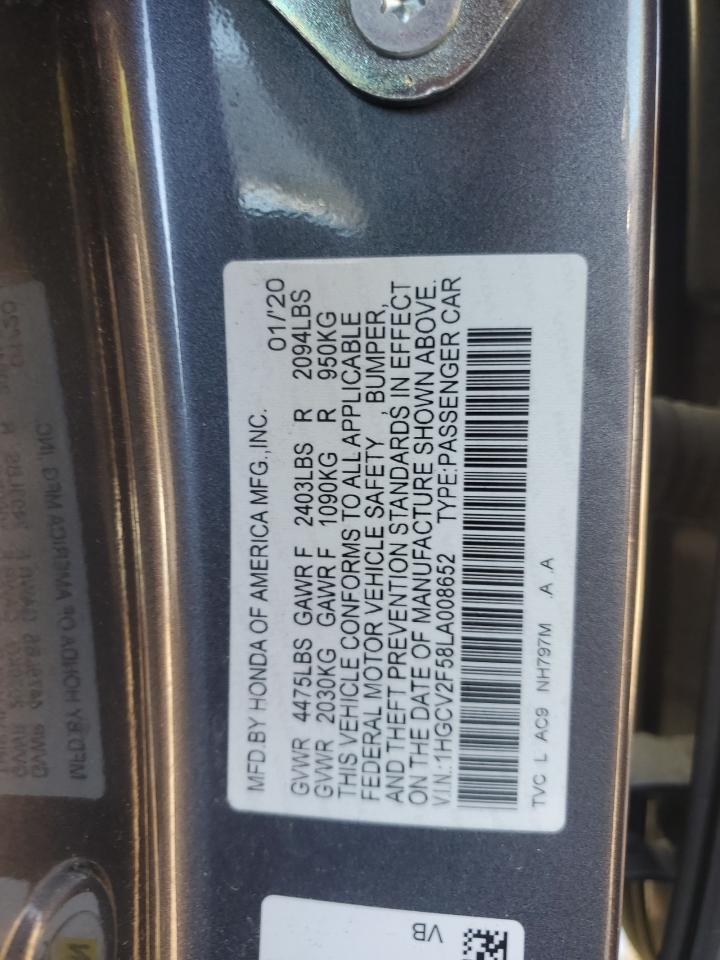 MFD.BY HONDA OF AMERICA MFG.,INC. 01/'20
GVWR 4475LBS GAWR F 2403LBS R 2094LBS
GVWR 2030KG GAWR F 1090KG R 950KG
THIS VEHICLE CONFORMS TO ALL APPLICABLE
FEDERAL MOTOR VEHICLE SAFETY , BUMPER,
AND THEFT PREVENTION STANDARDS IN EFFECT
ON THE DATE OF MANUFACTURE SHOWN ABOVE.
V.I.N.:1HGCV2F58LA008652 TYPE:PASSENGER CAR
TVC L AC9 NH797M .A .A
VB